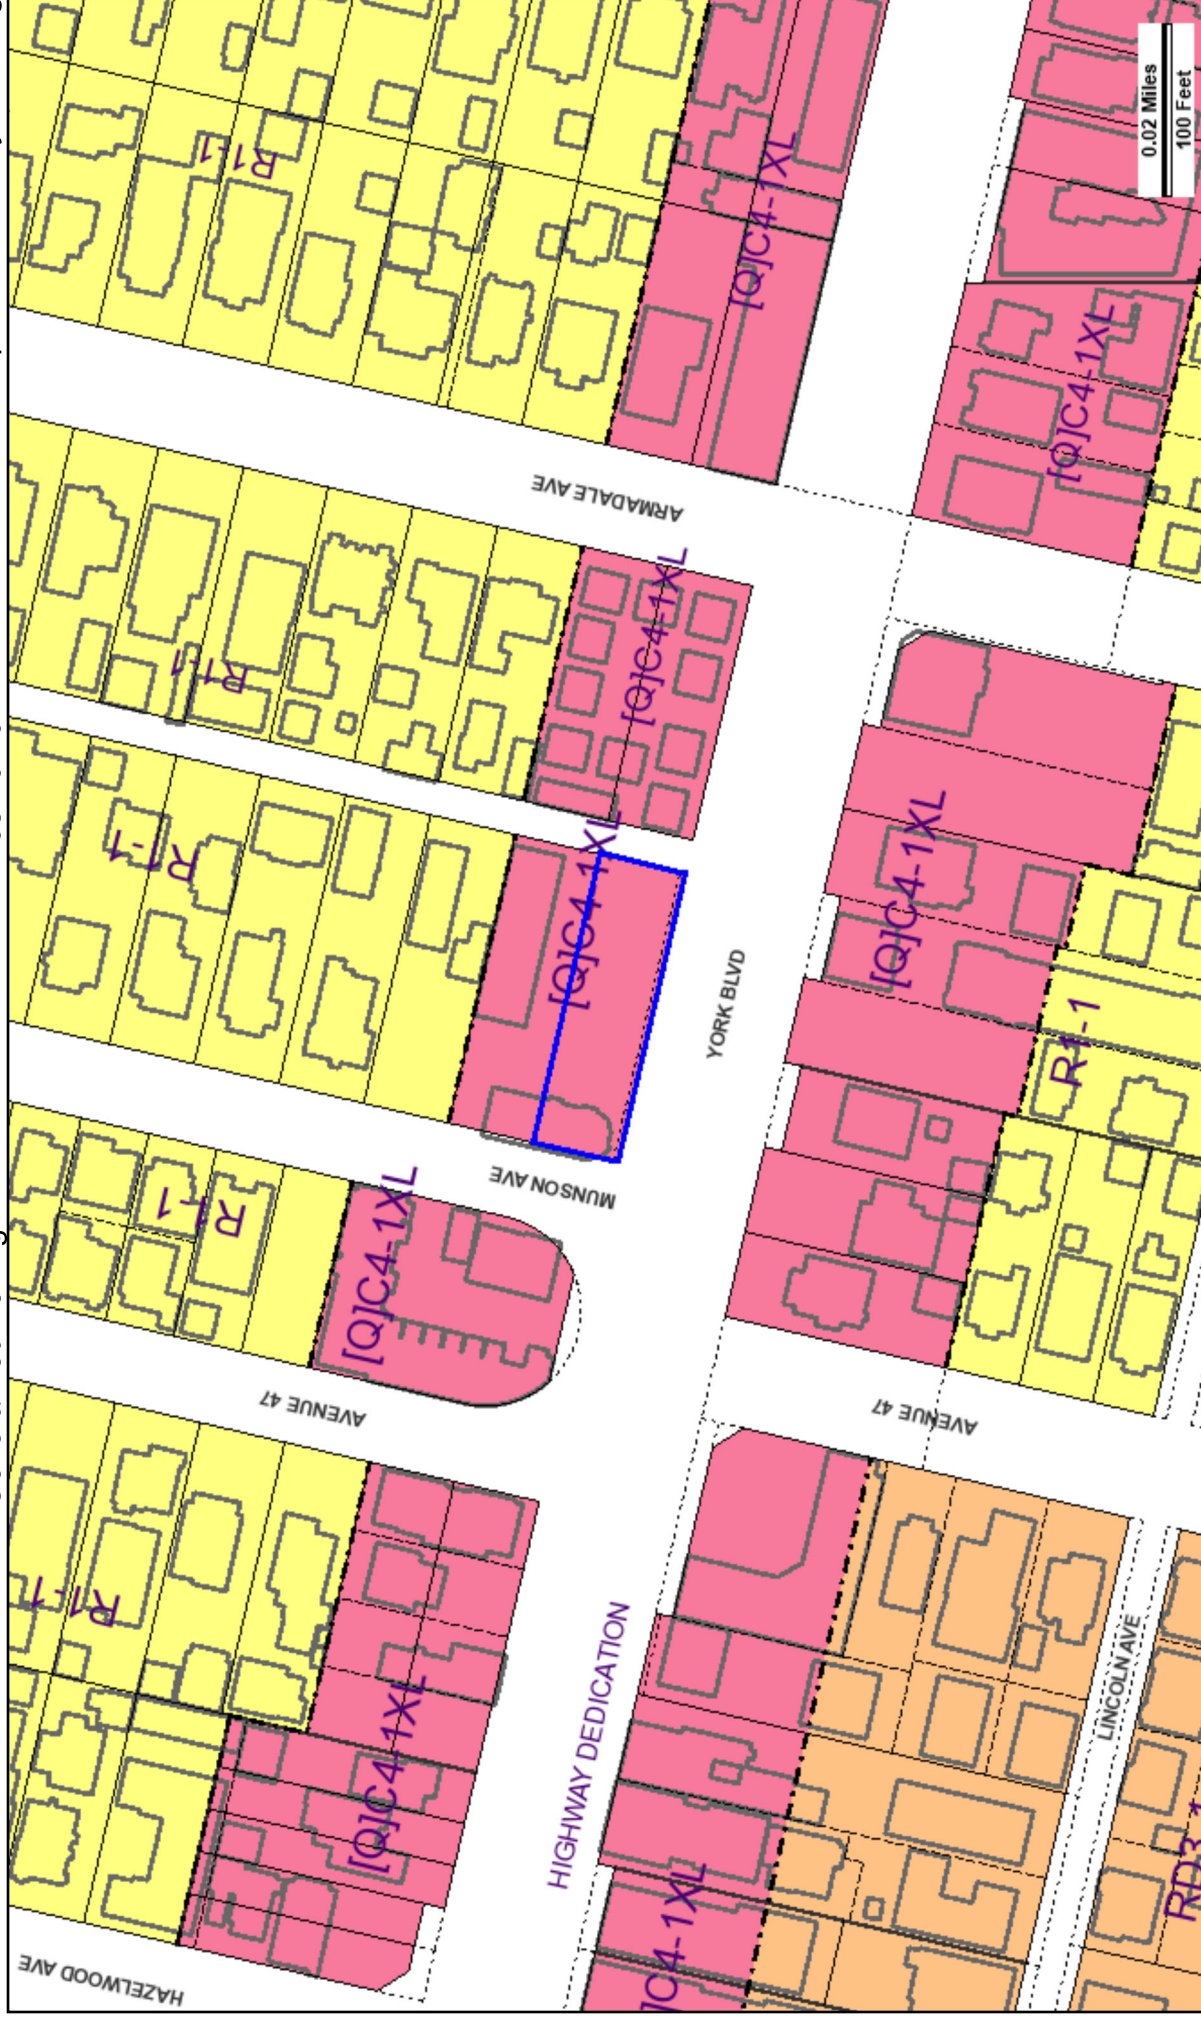 0.02 Miles
100 Feet
R1-1
[Q]C4-1XL
[Q]C4-1XL
ARMADALE AVE
R1-1
[Q]C4-1XL
R1-1
[Q]C4-1XL
[Q]C4-1XL
YORK BLVD
R1-1
MUNSON AVE
R1-1
[Q]C4-1XL
AVENUE 47
AVENUE 47
R1-1
HIGHWAY DEDICATION
[Q]C4-1XL
LINCOLN AVE
]C4-1XL
HAZELWOOD AVE